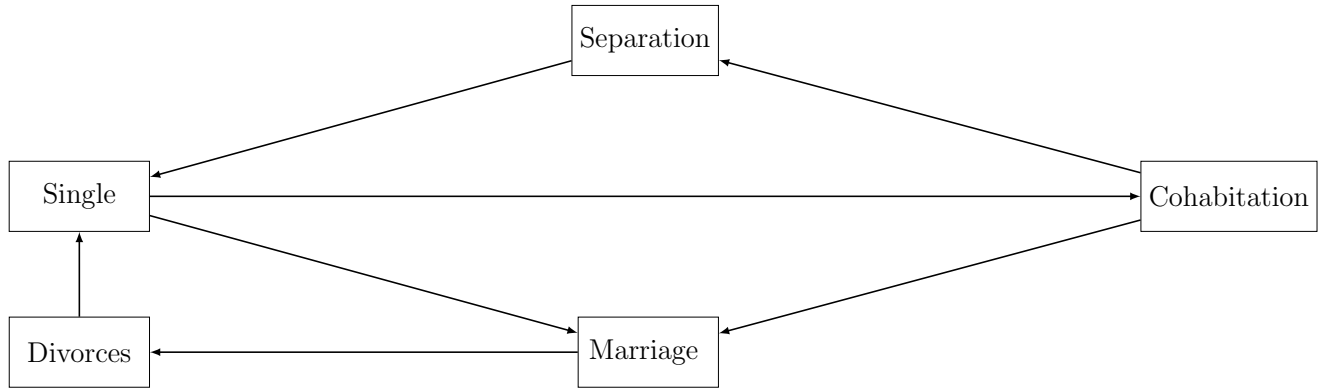 Separation
Single
Cohabitation
Divorces
Marriage